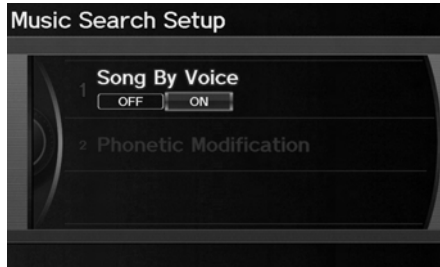 Music Search Setup
1 Song By Voice
OFF ON
2 Phonetic Modification